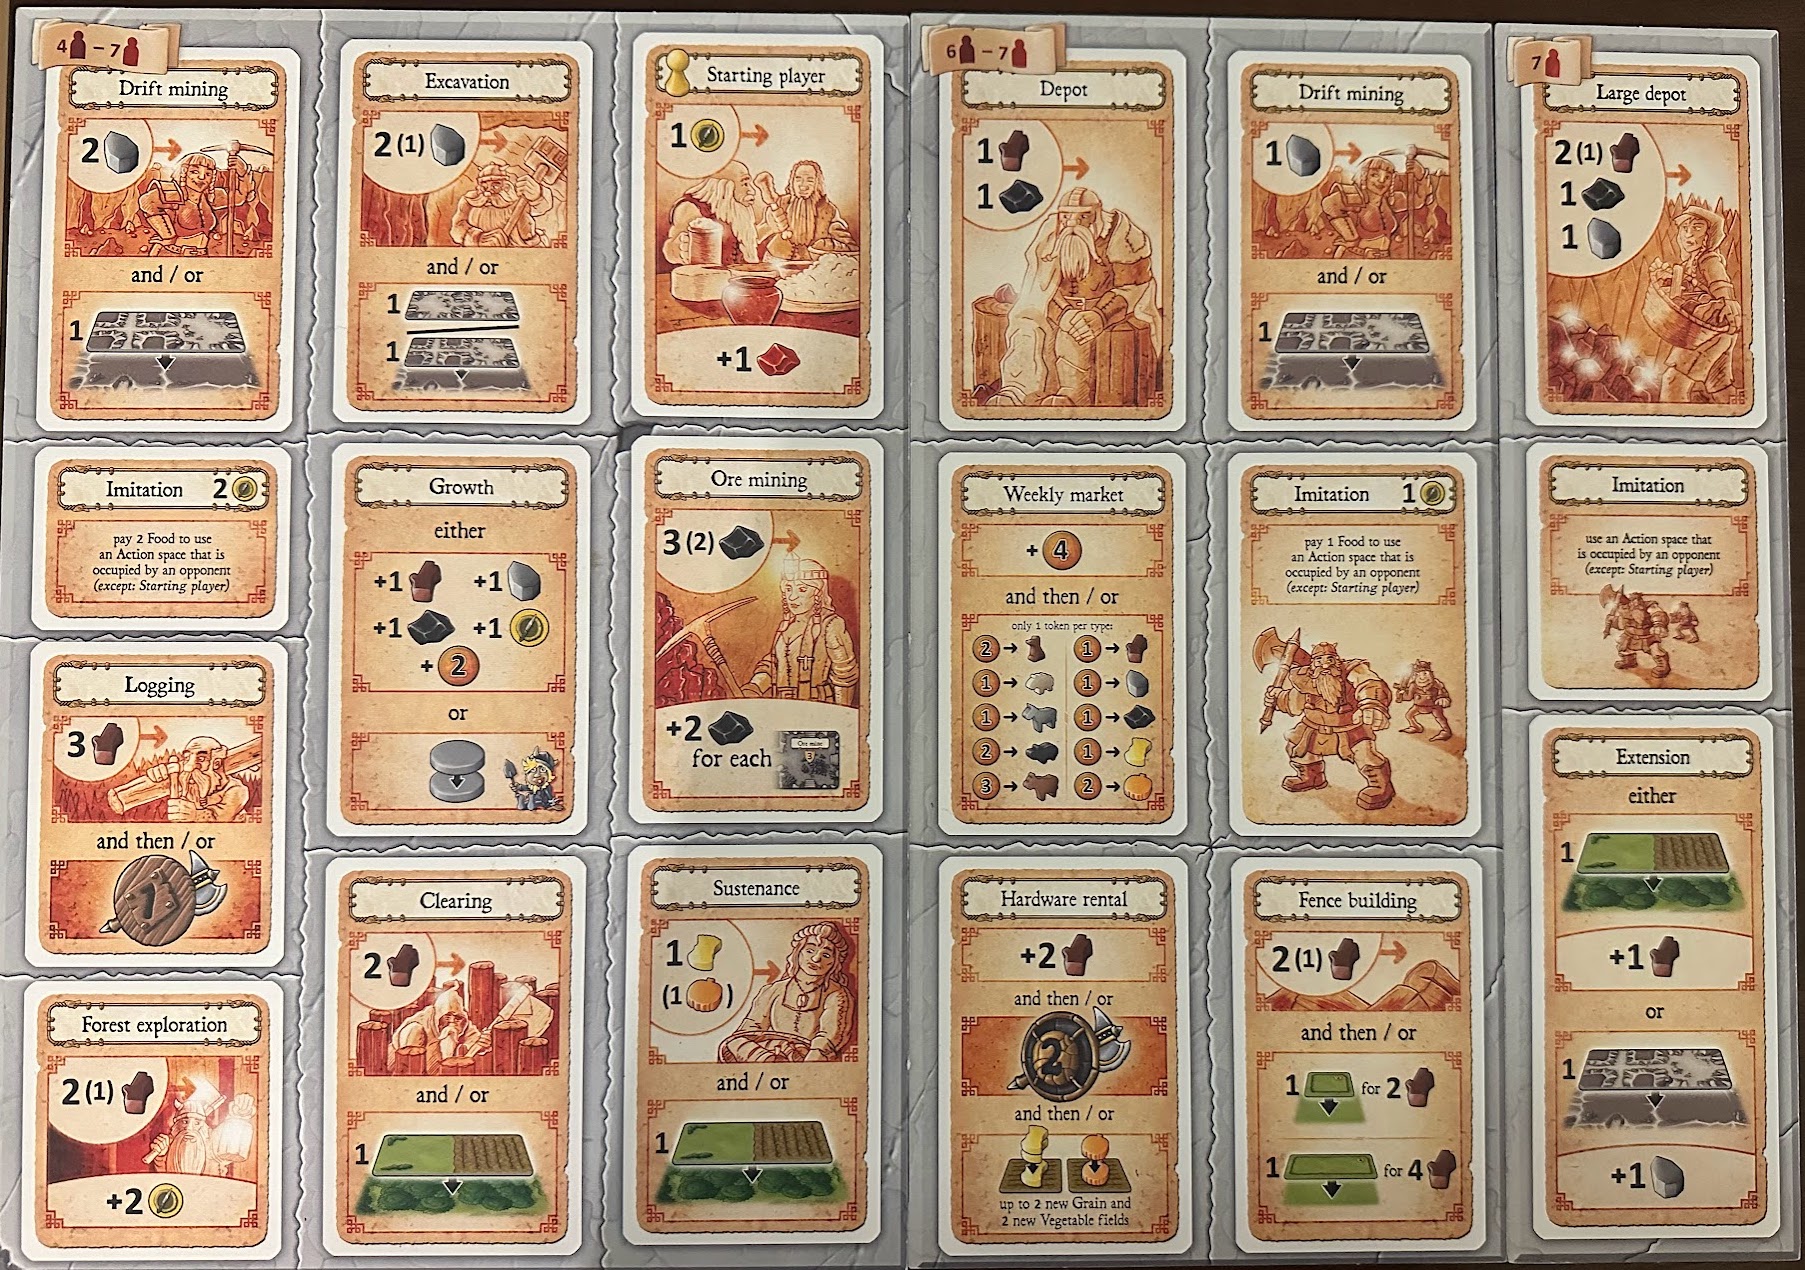 4 - 7
Drift mining
2
and / or
1
Excavation
2 (1)
and / or
1
1
Starting player
1
+1
Imitation 2
pay 2 Food to use
an Action space that is
occupied by an opponent
(except: Starting player)
Growth
either
+1 +1
+1 +1
+ 2
or
Ore mining
3 (2)
+2
for each
Ore mine
3
Logging
3
and then / or
1
Forest exploration
2 (1)
+2
Clearing
2
and / or
1
Sustenance
1
(1 )
and / or
1
6 - 7
Depot
1
1
Drift mining
1
and / or
1
Weekly market
+ 4
and then / or
only 1 token per type:
2 1
1 1
1 1
2 1
3 2
Imitation 1
pay 1 Food to use
an Action space that is
occupied by an opponent
(except: Starting player)
Hardware rental
+2
and then / or
2
and then / or
up to 2 new Grain and
2 new Vegetable fields
Fence building
2 (1)
and then / or
1 for 2
1 for 4
7
Large depot
2 (1)
1
1
Imitation
use an Action space that
is occupied by an opponent
(except: Starting player)
Extension
either
1
+1
or
1
+1